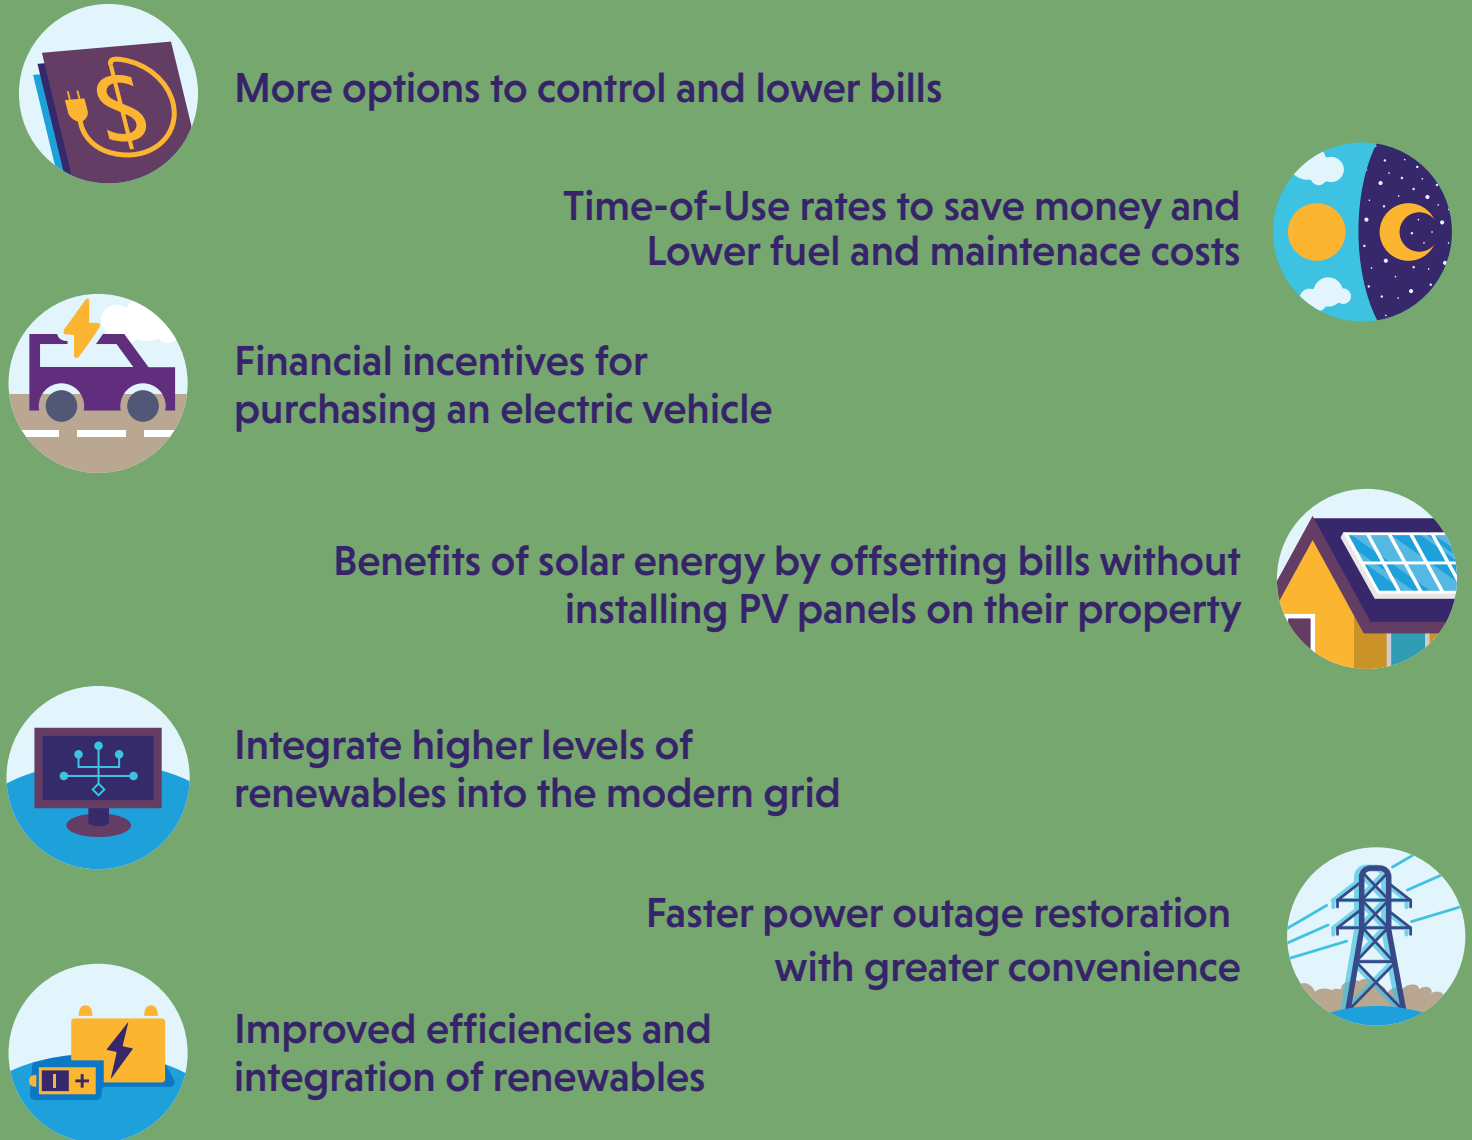 More options to control and lower bills
Time-of-Use rates to save money and
Lower fuel and maintenace costs
Financial incentives for
purchasing an electric vehicle
Benefits of solar energy by offsetting bills without
installing PV panels on their property
Integrate higher levels of
renewables into the modern grid
Faster power outage restoration
with greater convenience
Improved efficiencies and
integration of renewables